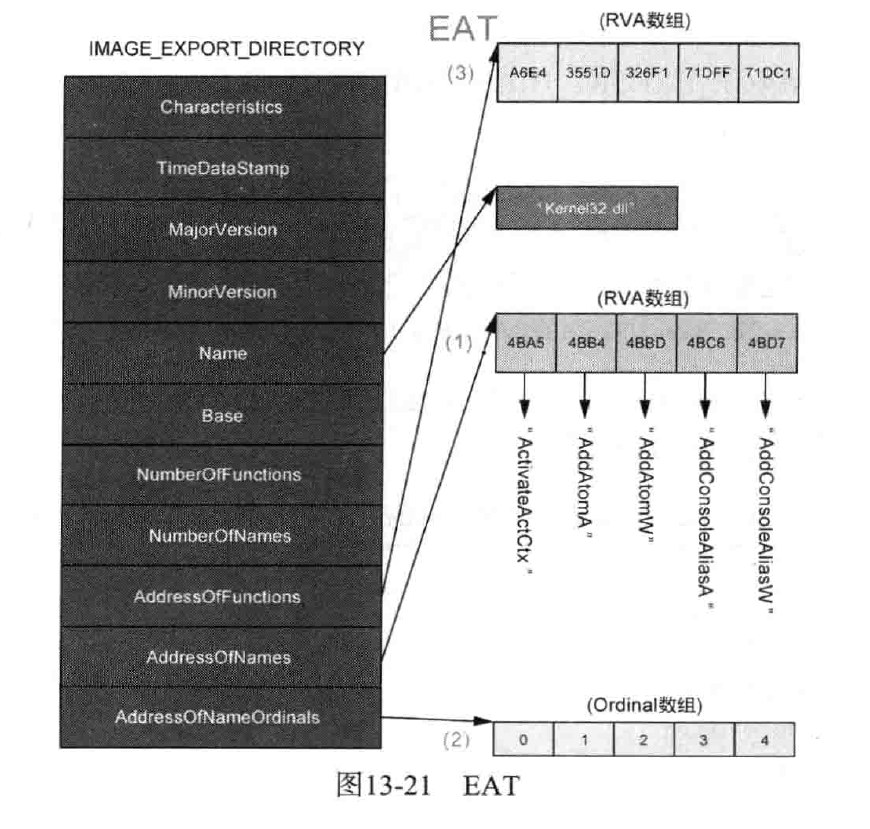 EAT
(RVA数组)
IMAGE_EXPORT_DIRECTORY
(3)
A6E4 3551D 326F1 71DFF 71DC1
Characteristics
TimeDataStamp
"Kernel32.dll"
MajorVersion
MinorVersion
(RVA数组)
Name
(1)
4BA5 4BB4 4BBD 4BC6 4BD7
Base
"ActivateActCtx"
"AddAtomA"
"AddAtomW"
"AddConsoleAliasA"
"AddConsoleAliasW"
NumberOfFunctions
NumberOfNames
AddressOfFunctions
AddressOfNames
AddressOfNameOrdinals
(Ordinal数组)
(2)
0 1 2 3 4
图13-21 EAT